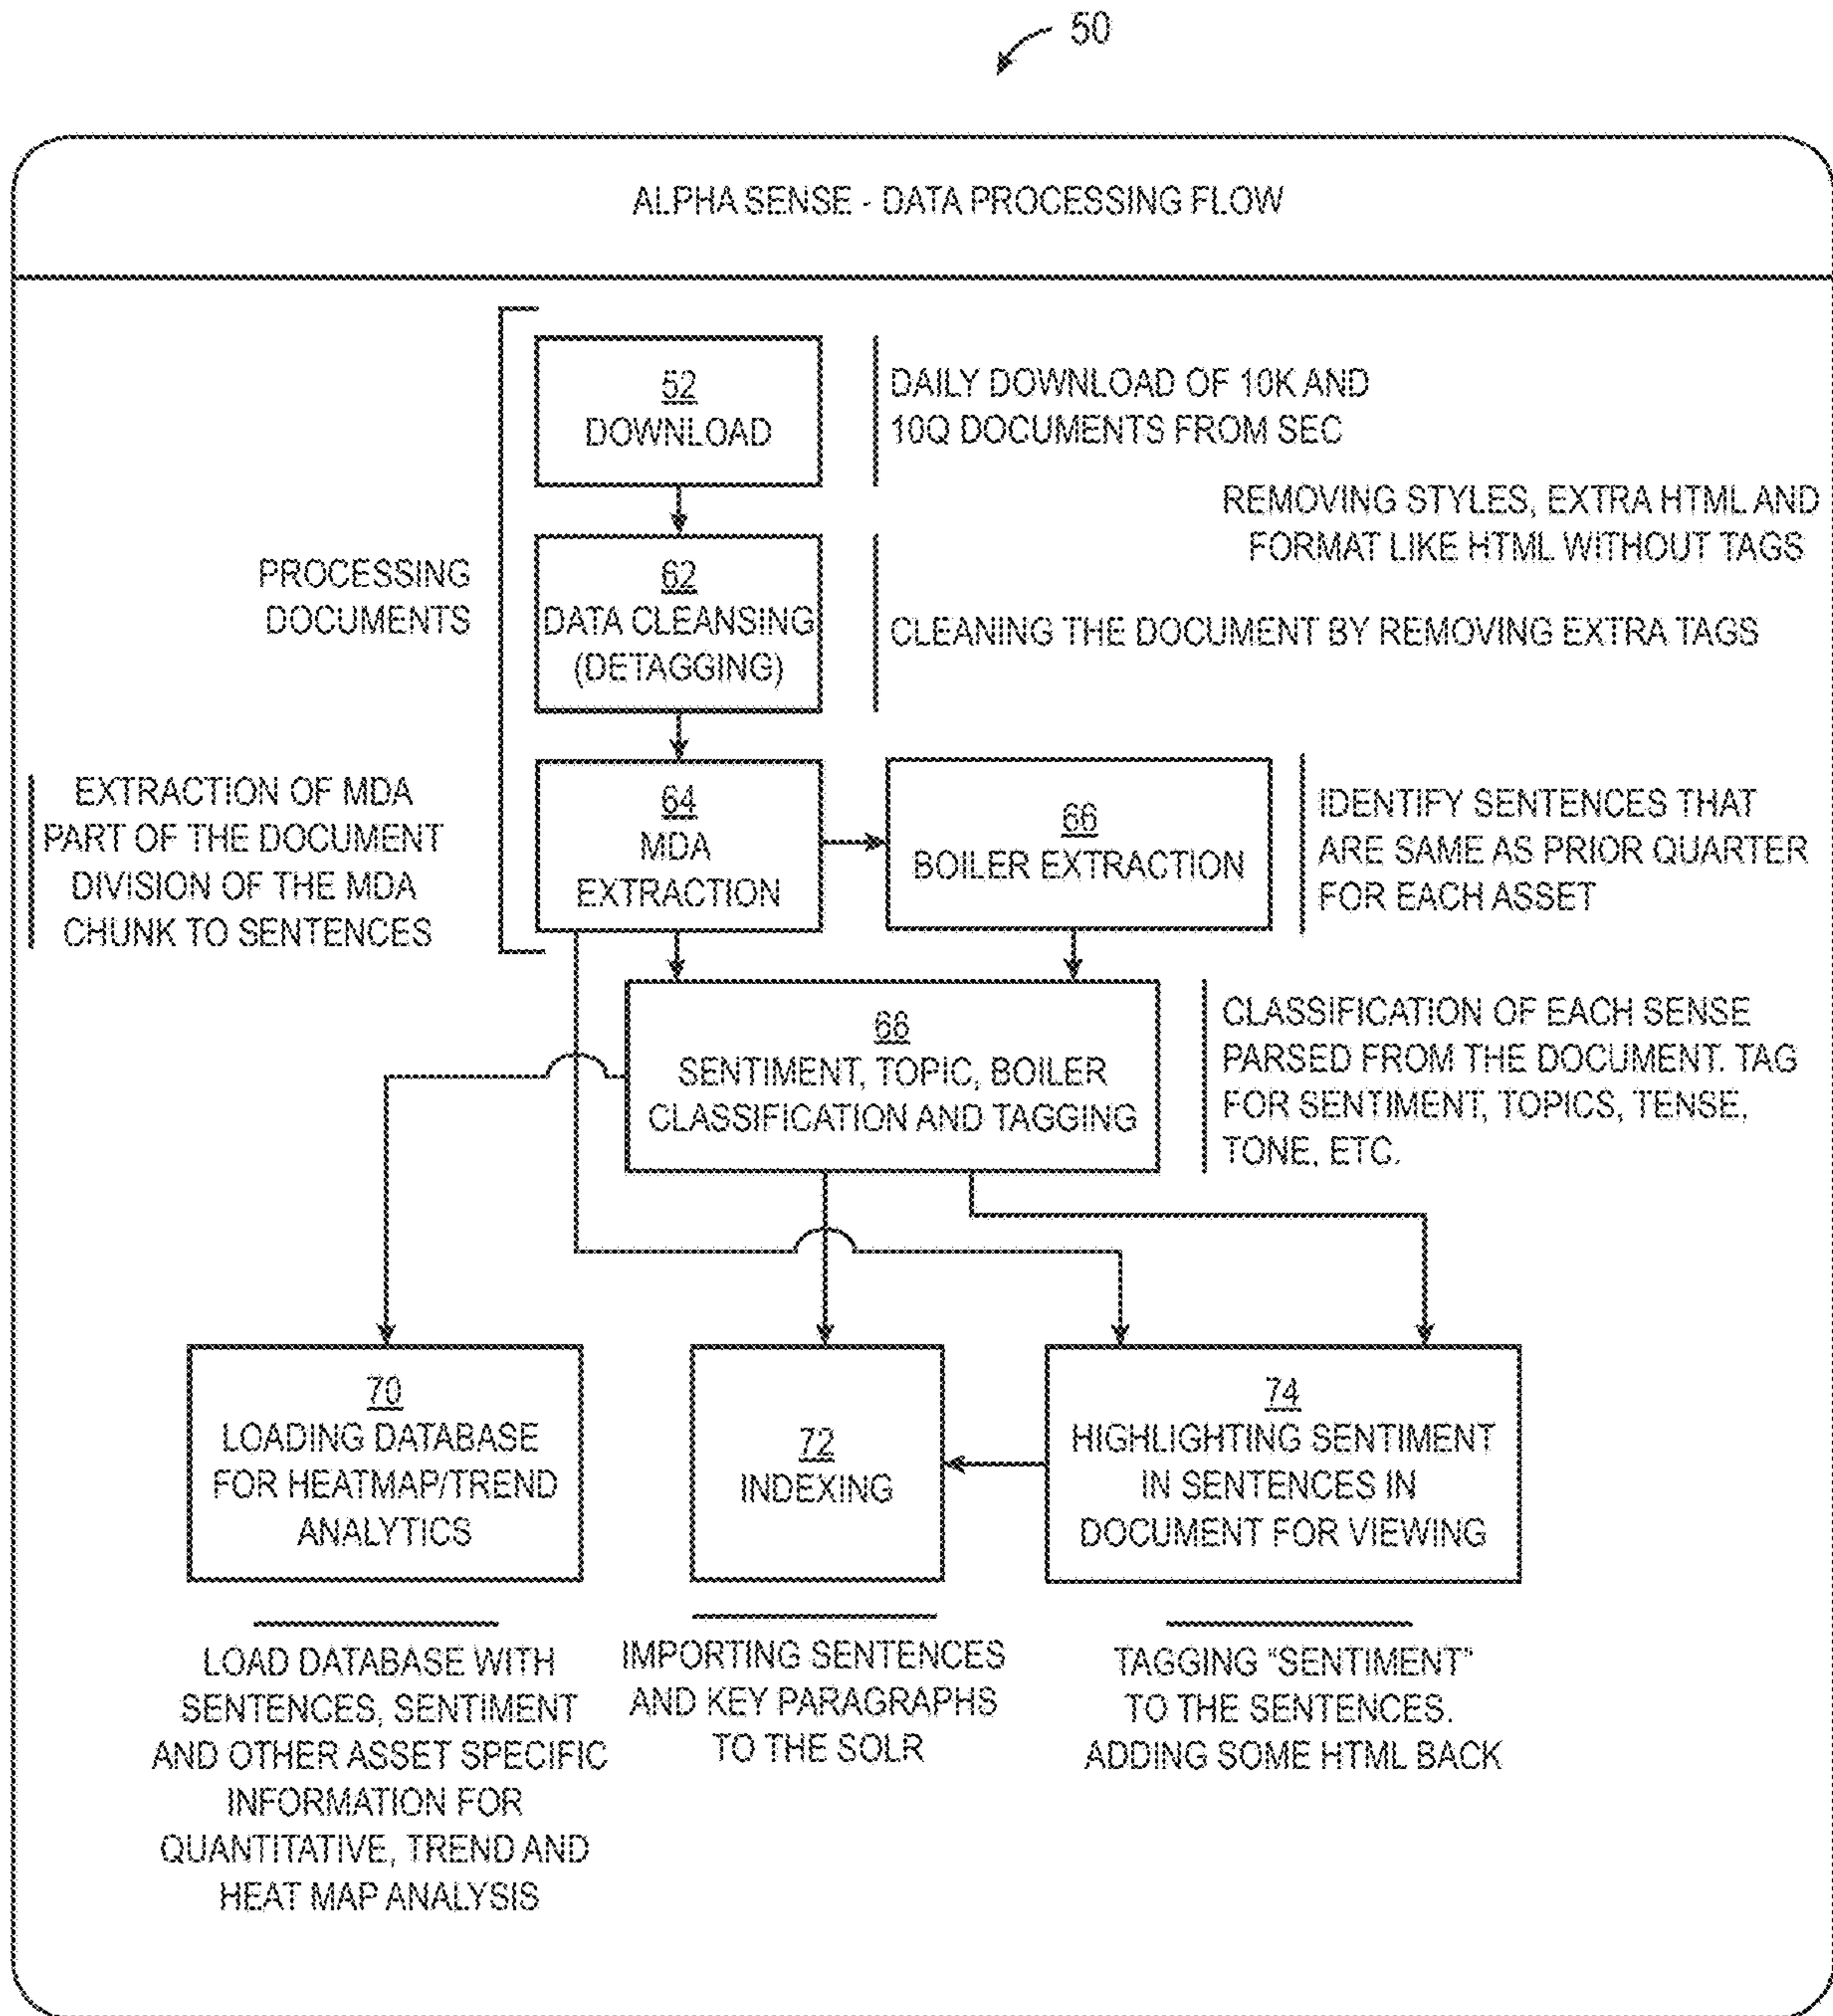 50
ALPHA SENSE - DATA PROCESSING FLOW
52
DOWNLOAD
DAILY DOWNLOAD OF 10K AND
10Q DOCUMENTS FROM SEC
REMOVING STYLES, EXTRA HTML AND
FORMAT LIKE HTML WITHOUT TAGS
PROCESSING
DOCUMENTS
62
DATA CLEANSING
(DETAGGING)
CLEANING THE DOCUMENT BY REMOVING EXTRA TAGS
EXTRACTION OF MDA
PART OF THE DOCUMENT
DIVISION OF THE MDA
CHUNK TO SENTENCES
64
MDA
EXTRACTION
66
BOILER EXTRACTION
IDENTIFY SENTENCES THAT
ARE SAME AS PRIOR QUARTER
FOR EACH ASSET
66
SENTIMENT, TOPIC, BOILER
CLASSIFICATION AND TAGGING
CLASSIFICATION OF EACH SENSE
PARSED FROM THE DOCUMENT. TAG
FOR SENTIMENT, TOPICS, TENSE,
TONE, ETC.
70
LOADING DATABASE
FOR HEATMAP/TREND
ANALYTICS
72
INDEXING
74
HIGHLIGHTING SENTIMENT
IN SENTENCES IN
DOCUMENT FOR VIEWING
LOAD DATABASE WITH
SENTENCES, SENTIMENT
AND OTHER ASSET SPECIFIC
INFORMATION FOR
QUANTITATIVE, TREND AND
HEAT MAP ANALYSIS
IMPORTING SENTENCES
AND KEY PARAGRAPHS
TO THE SOLR
TAGGING "SENTIMENT"
TO THE SENTENCES.
ADDING SOME HTML BACK